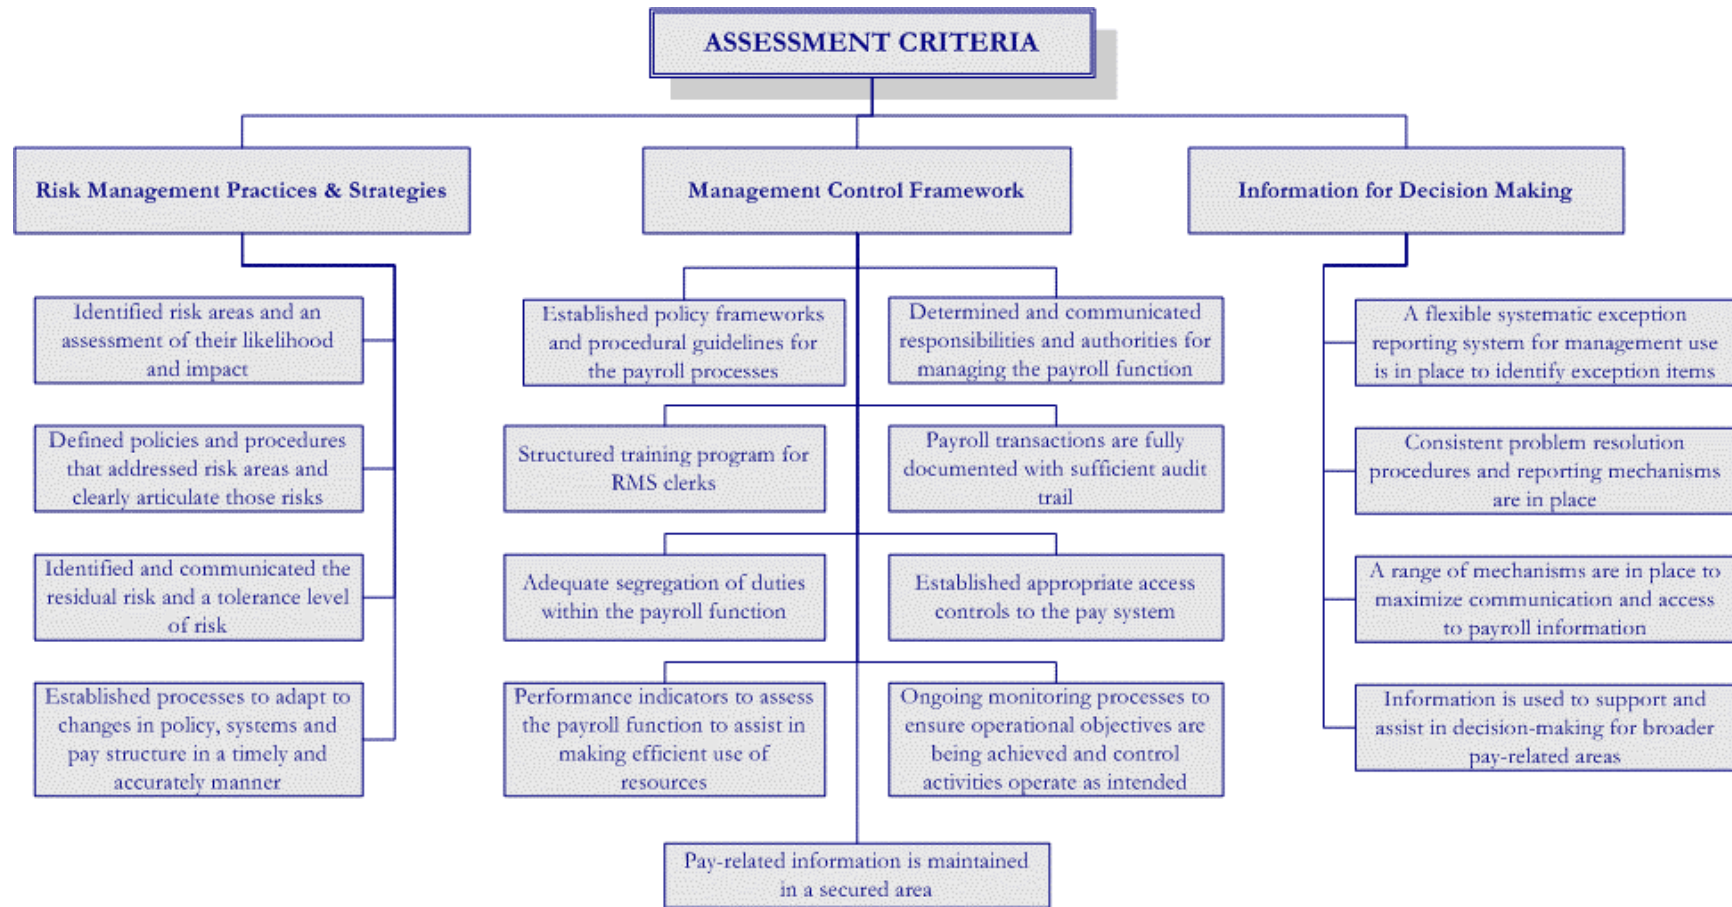 ASSESSMENT CRITERIA
Risk Management Practices & Strategies
Management Control Framework
Information for Decision Making
Identified risk areas and an
assessment of their likelihood
and impact
Defined policies and procedures
that addressed risk areas and
clearly articulate those risks
Identified and communicated the
residual risk and a tolerance level
of risk
Established processes to adapt to
changes in policy, systems and
pay structure in a timely and
accurately manner
Established policy frameworks
and procedural guidelines for
the payroll processes
Determined and communicated
responsibilities and authorities for
managing the payroll function
Structured training program for
RMS clerks
Payroll transactions are fully
documented with sufficient audit
trail
Adequate segregation of duties
within the payroll function
Established appropriate access
controls to the pay system
Performance indicators to assess
the payroll function to assist in
making efficient use of
resources
Ongoing monitoring processes to
ensure operational objectives are
being achieved and control
activities operate as intended
Pay-related information is maintained
in a secured area
A flexible systematic exception
reporting system for management use
is in place to identify exception items
Consistent problem resolution
procedures and reporting mechanisms
are in place
A range of mechanisms are in place to
maximize communication and access
to payroll information
Information is used to support and
assist in decision-making for broader
pay-related areas